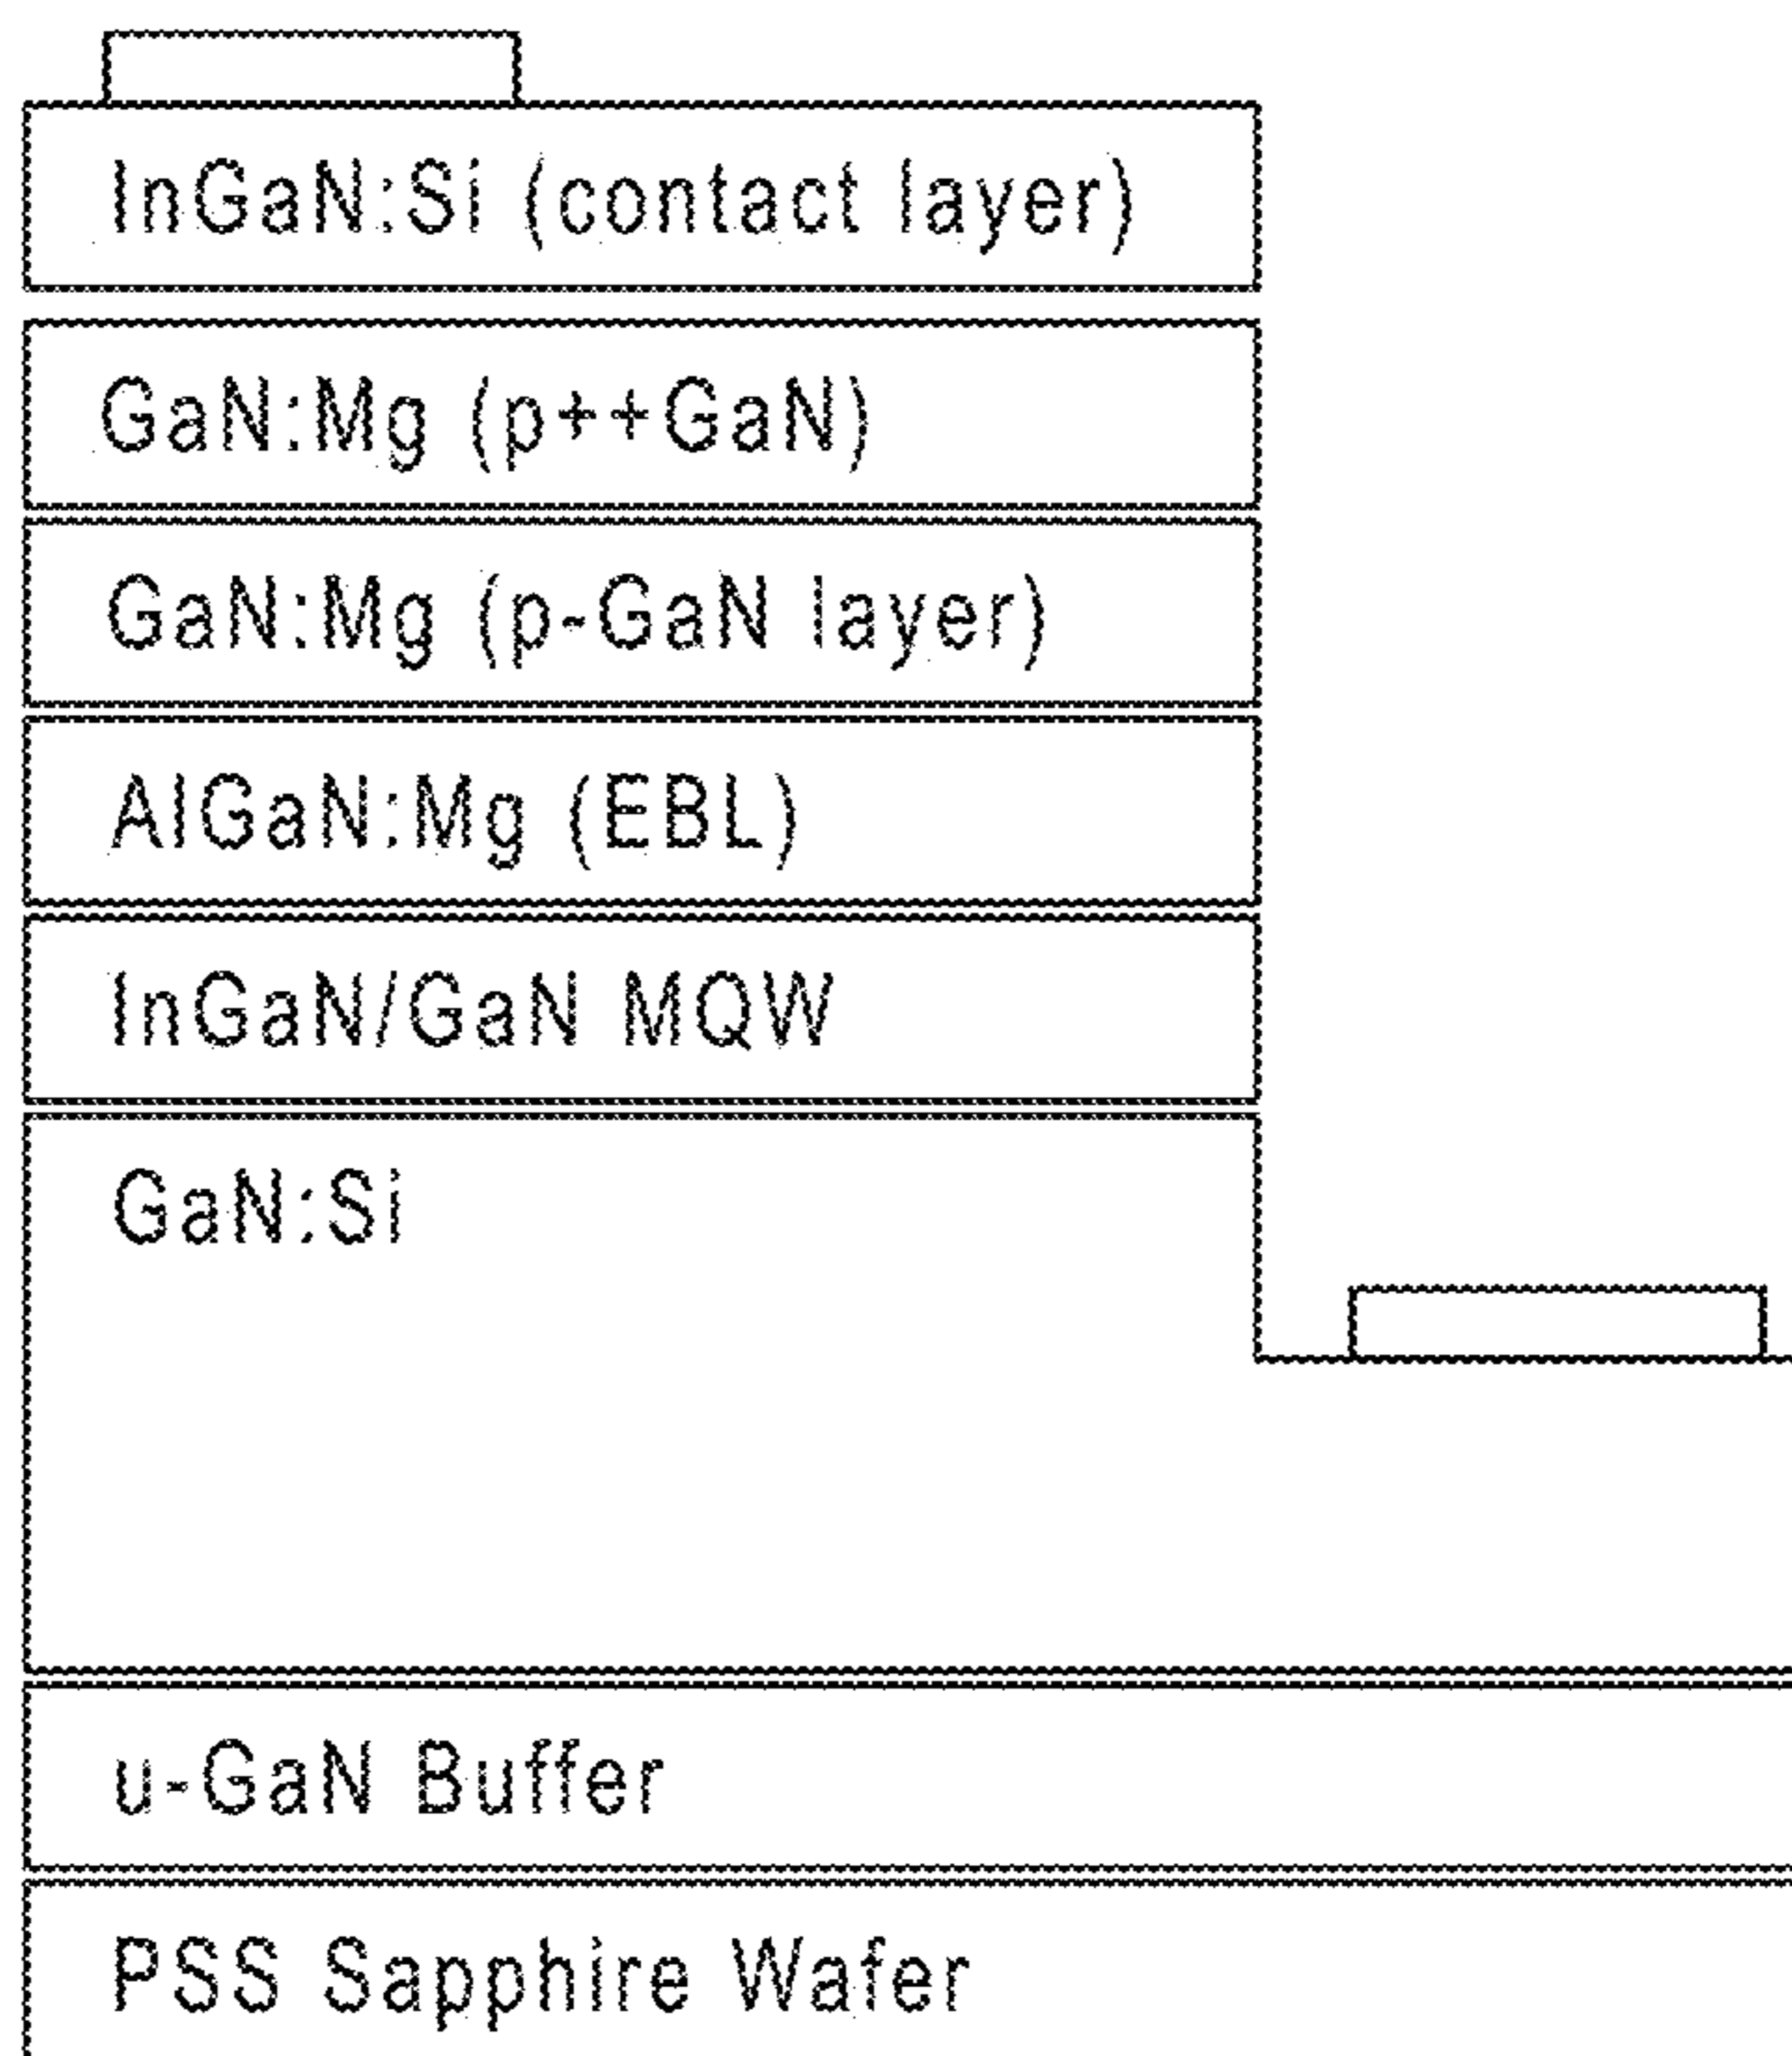 InGaN:Si (contact layer)
GaN:Mg (p++GaN)
GaN:Mg (p-GaN layer)
AlGaN:Mg (EBL)
InGaN/GaN MQW
GaN:Si
u-GaN Buffer
PSS Sapphire Wafer